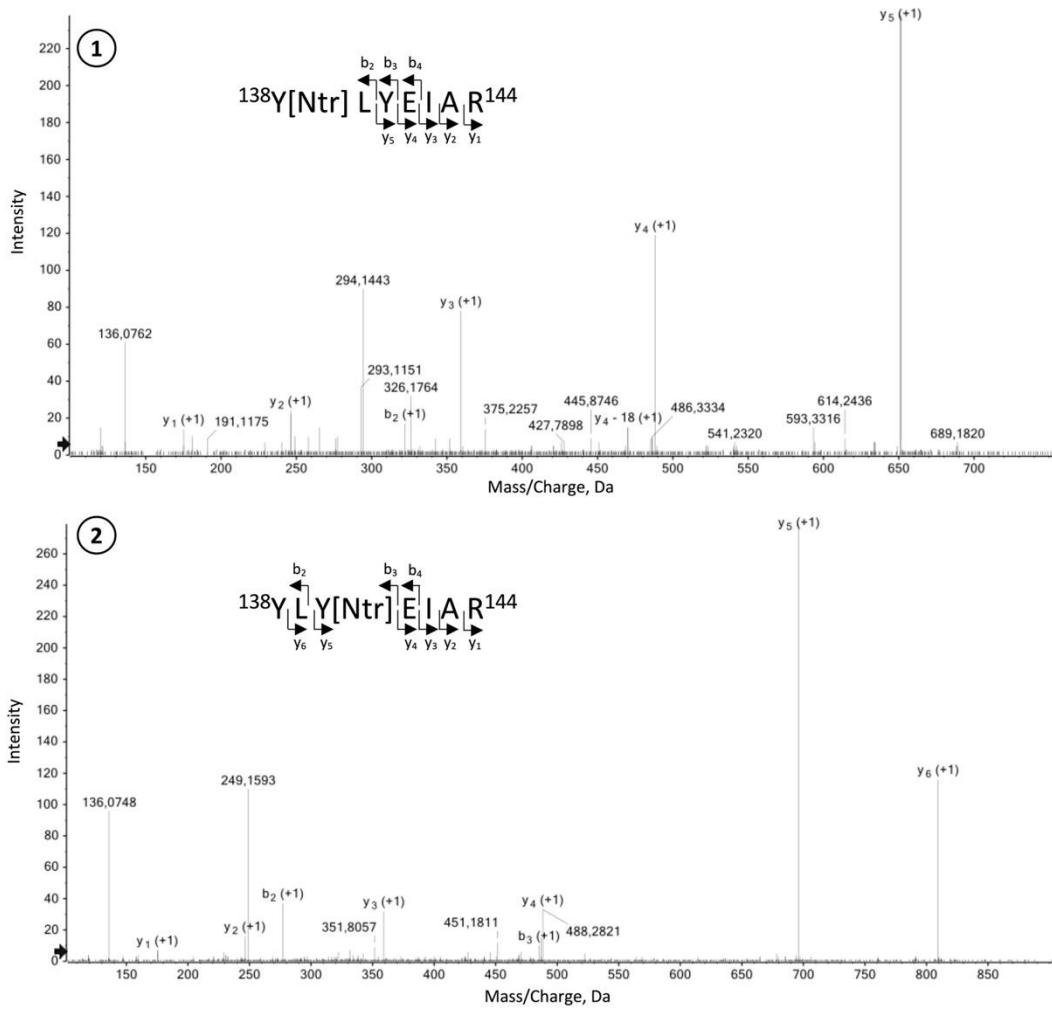 1
b₂ b₃ b₄
¹³⁸Y[Ntr] L Y E I A R¹⁴⁴
y₅ y₄ y₃ y₂ y₁
y₅ (+1)
y₄ (+1)
294,1443
y₃ (+1)
136,0762
293,1151
326,1764
y₂ (+1)
y₁ (+1)
191,1175
b₂ (+1)
375,2257
445,8746
427,7898
y₄ - 18 (+1)
486,3334
541,2320
614,2436
593,3316
689,1820
Intensity
220
200
180
160
140
120
100
80
60
40
20
0
150 200 250 300 350 400 450 500 550 600 650 700
Mass/Charge, Da
2
b₂ b₃ b₄
¹³⁸Y L Y[Ntr] E I A R¹⁴⁴
y₆ y₅ y₄ y₃ y₂ y₁
y₅ (+1)
y₆ (+1)
249,1593
136,0748
b₂ (+1)
y₃ (+1)
y₄ (+1)
y₂ (+1)
y₁ (+1)
351,8057
451,1811
b₃ (+1)
488,2821
Intensity
260
240
220
200
180
160
140
120
100
80
60
40
20
0
150 200 250 300 350 400 450 500 550 600 650 700 750 800 850
Mass/Charge, Da